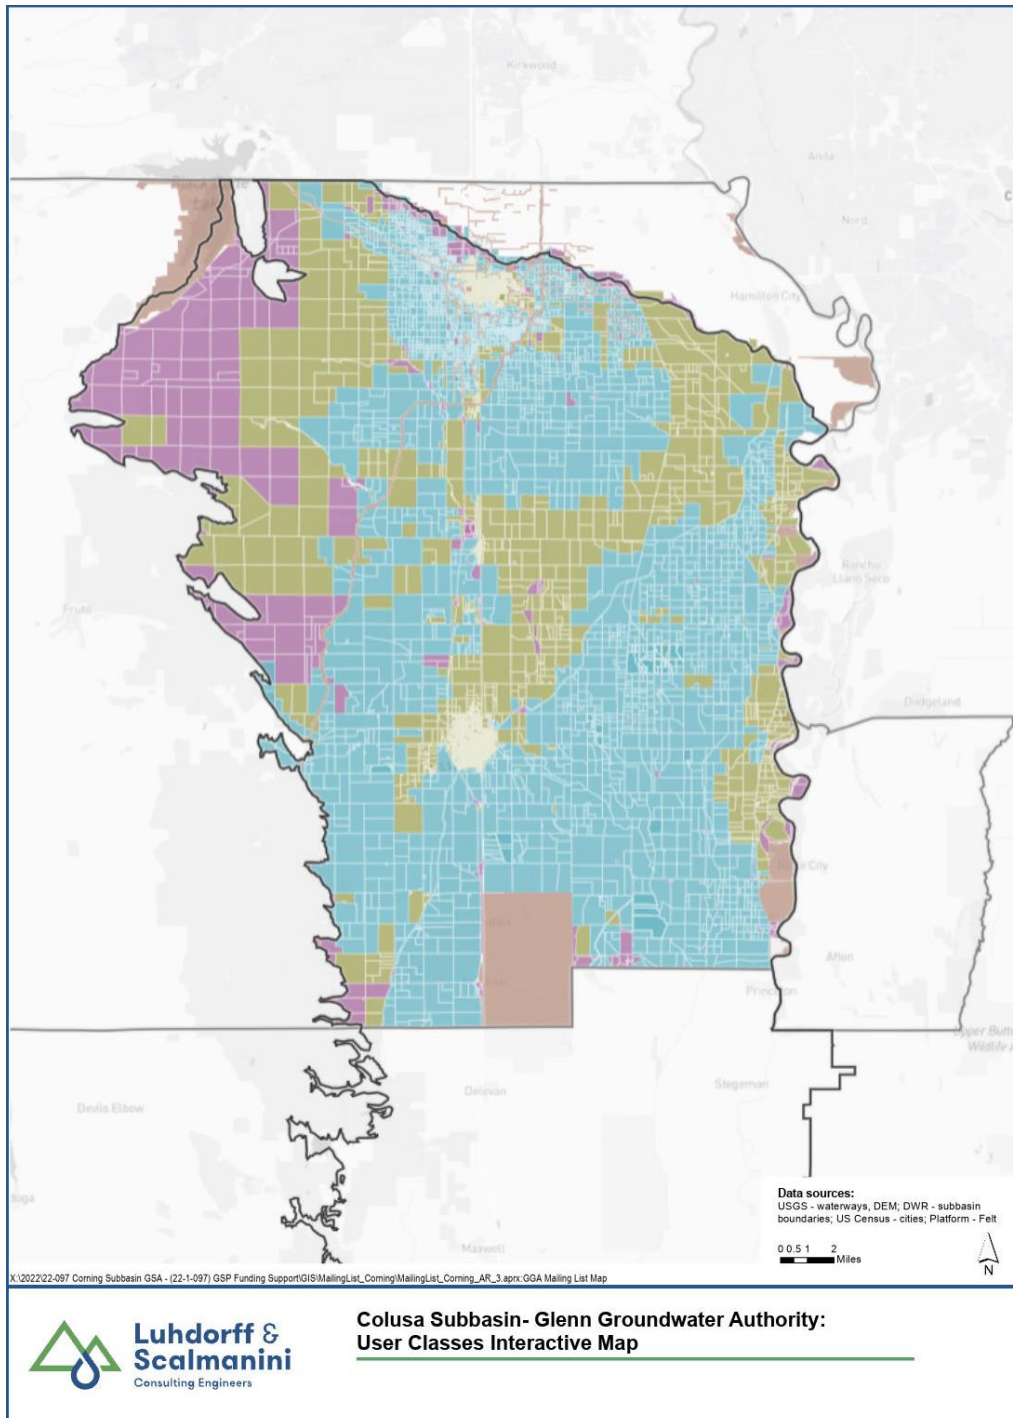 Kirkwood
Anita
Nord
Hamilton City
Rancho
Llano Seco
Fruto
Dodgeland
Afton
Princeton
Upper Butt
Wildlife A
Delevan
Stegeman
Devils Elbow
Maxwell
Data sources:
USGS - waterways, DEM; DWR - subbasin
boundaries; US Census - cities; Platform - Felt
0 0.5 1 2
Miles
N
X:\2022\22-097 Corning Subbasin GSA - (22-1-097) GSP Funding Support\GIS\MailingList_Corning\MailingList_Corning_AR_3.aprx:GGA Mailing List Map
Luhdorff &
Scalmanini
Consulting Engineers
Colusa Subbasin- Glenn Groundwater Authority:
User Classes Interactive Map